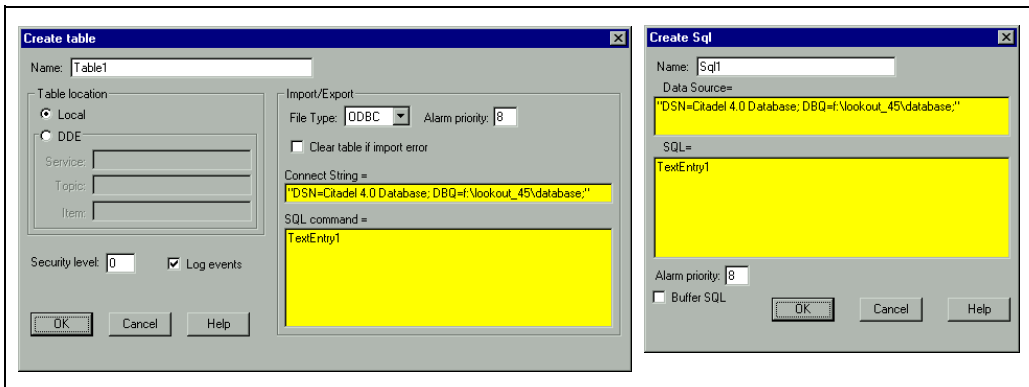 Create table
Name: Table1
Table location
Local
DDE
Service:
Topic:
Item:
Security level: 0
Log events
OK Cancel Help
Import/Export
File Type: ODBC Alarm priority: 8
Clear table if import error
Connect String =
"DSN=Citadel 4.0 Database; DBQ=f:\lookout_45\database;"
SQL command =
TextEntry1
Create Sql
Name: Sql1
Data Source=
"DSN=Citadel 4.0 Database; DBQ=f:\lookout_45\database;"
SQL=
TextEntry1
Alarm priority: 8
Buffer SQL
OK Cancel Help